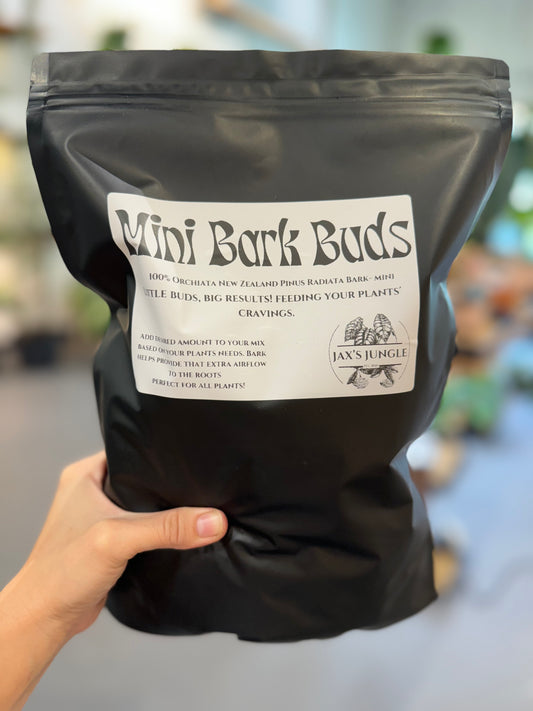 Mini Bark Buds
100% Orchiata New Zealand Pinus Radiata Bark- mini
Little Buds, big results! Feeding your plants'
cravings.
Add desired amount to your mix
based on your plants needs. Bark
helps provide that extra airflow
to the roots
Perfect for all plants!
JAX'S JUNGLE